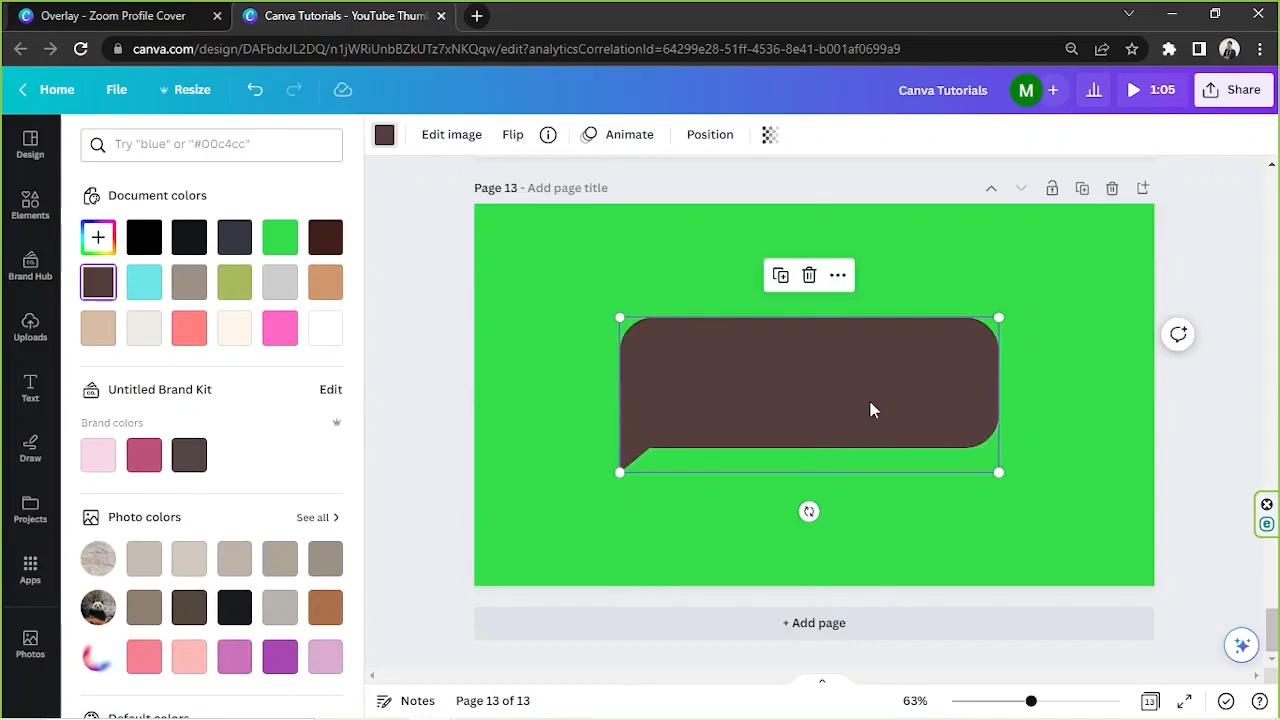 Overlay - Zoom Profile Cover
Canva Tutorials - YouTube Thumb
canva.com/design/DAFbdxJL2DQ/n1jWRiUnbBZkUTz7xNKQqw/edit?analyticsCorrelationId=64299e28-51ff-4536-8e41-b001af0699a9
Home
File
Resize
Canva Tutorials
M
1:05
Share
Design
Elements
Brand Hub
Uploads
Text
Draw
Projects
Apps
Photos
Try "blue" or "#00c4cc"
Document colors
Untitled Brand Kit
Edit
Brand colors
Photo colors
See all
Edit image
Flip
Animate
Position
Page 13 - Add page title
+ Add page
Notes
Page 13 of 13
63%
13